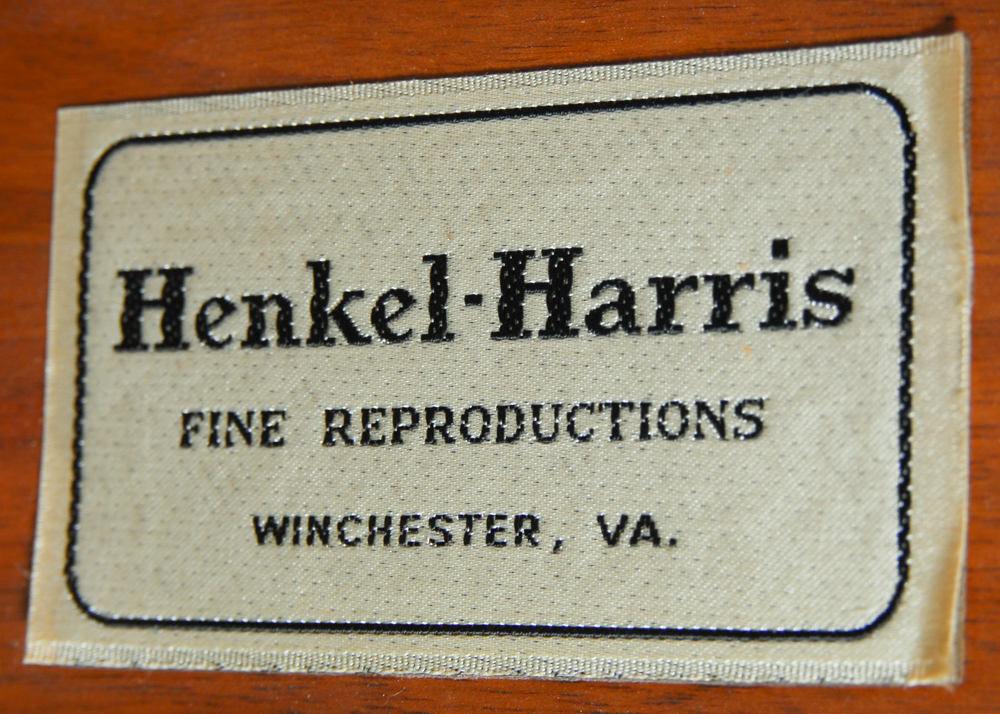 Henkel-Harris
FINE REPRODUCTIONS
WINCHESTER, VA.